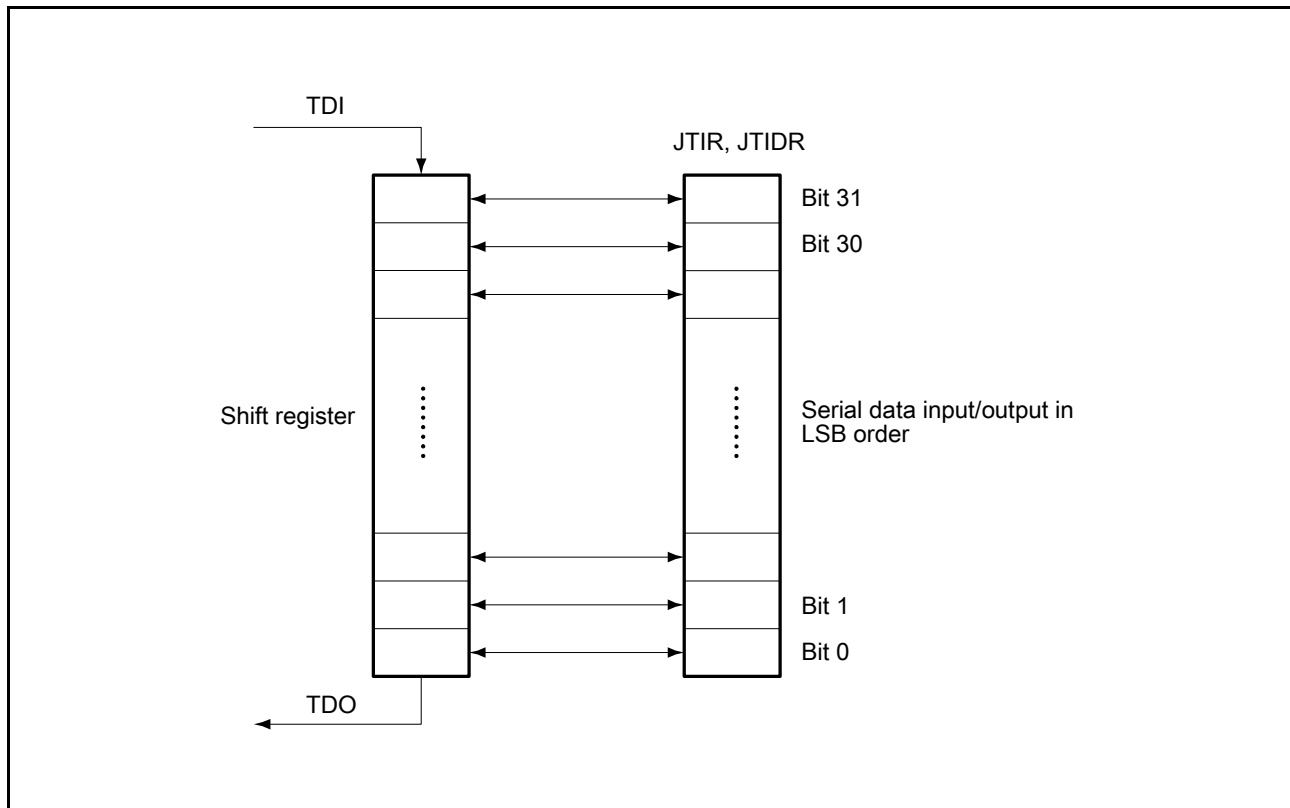 TDI
JTIR, JTIDR
Bit 31
Bit 30
Shift register
Serial data input/output in
LSB order
Bit 1
Bit 0
TDO